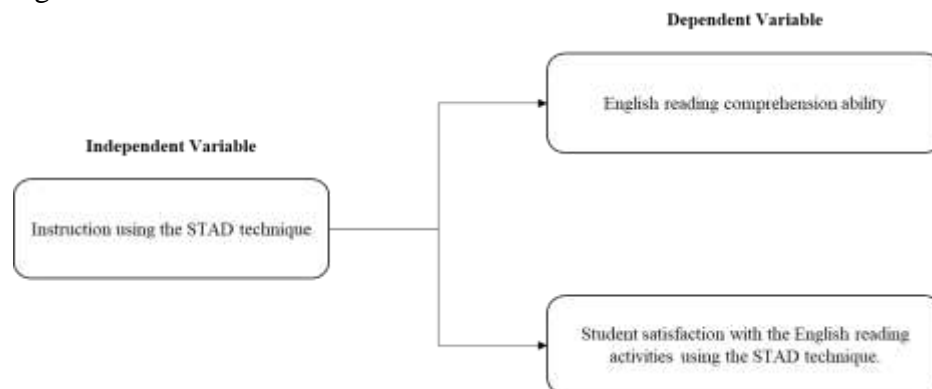 Dependent Variable
English reading comprehension ability
Independent Variable
Instruction using the STAD technique
Student satisfaction with the English reading
activities using the STAD technique.